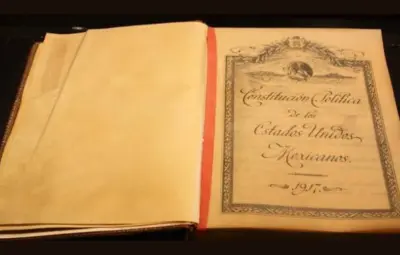 Constitución Política
de los
Estados Unidos
Mexicanos.
1917.